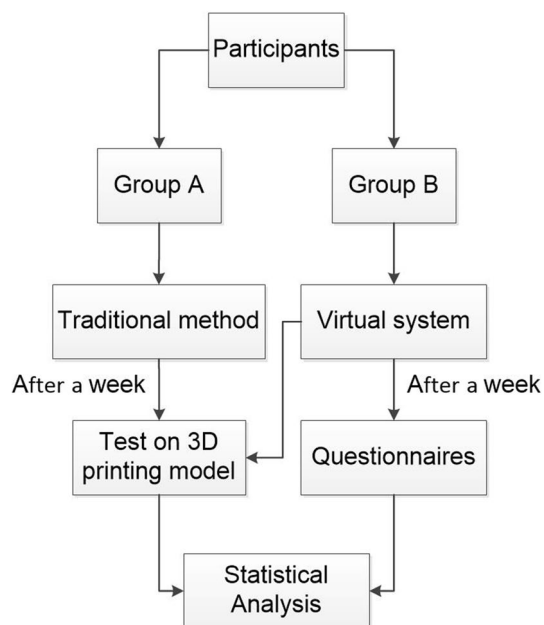 Participants
Group A
Group B
Traditional method
Virtual system
After a week
After a week
Test on 3D
printing model
Questionnaires
Statistical
Analysis